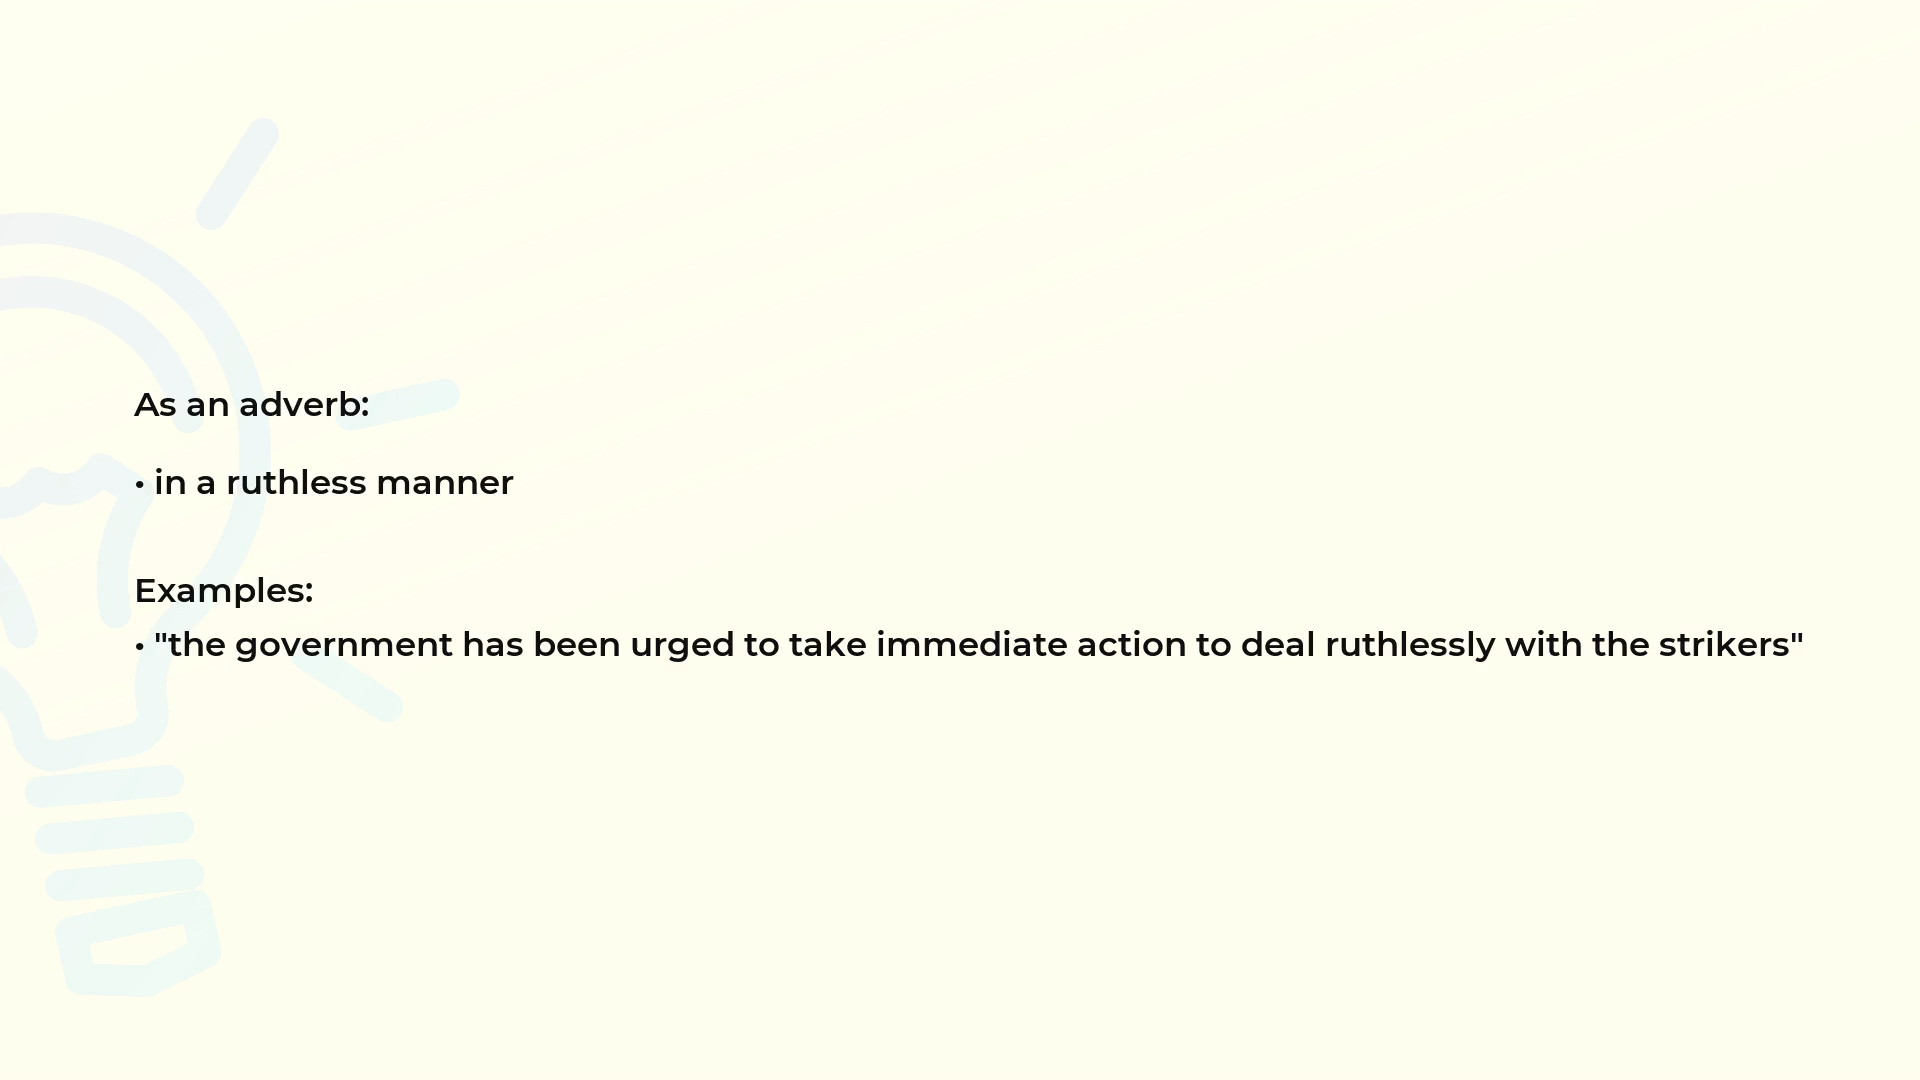 As an adverb:
• in a ruthless manner
Examples:
• "the government has been urged to take immediate action to deal ruthlessly with the strikers"